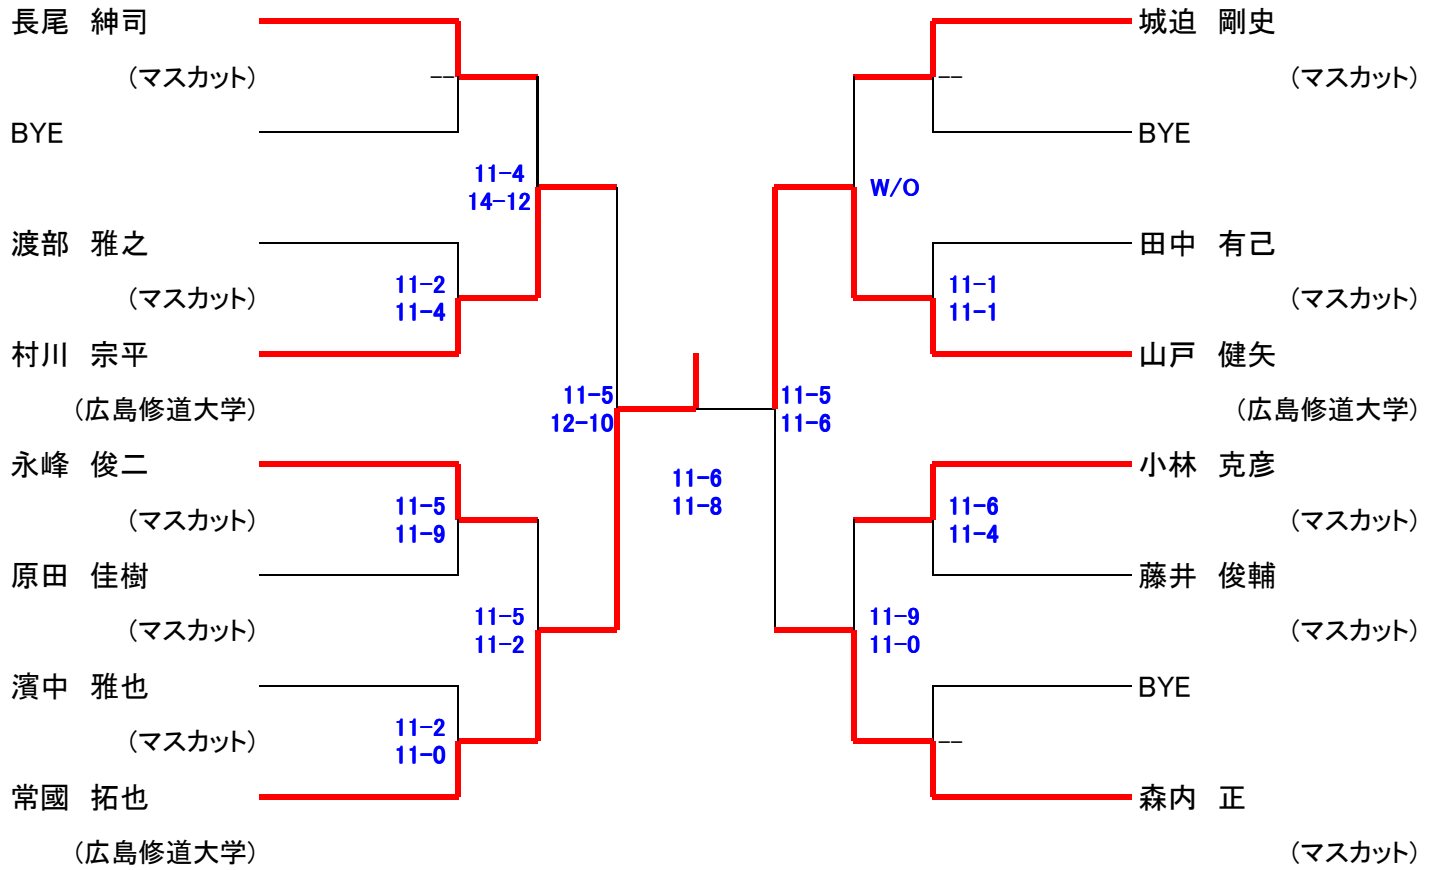 長尾 紳司
(マスカット)
--
BYE
11-4
14-12
渡部 雅之
(マスカット)
11-2
11-4
村川 宗平
(広島修道大学)
11-5
12-10
永峰 俊二
(マスカット)
11-5
11-9
原田 佳樹
(マスカット)
11-5
11-2
濱中 雅也
(マスカット)
11-2
11-0
常國 拓也
(広島修道大学)
11-6
11-8
城迫 剛史
(マスカット)
--
BYE
W/O
田中 有己
(マスカット)
11-1
11-1
山戸 健矢
(広島修道大学)
11-5
11-6
小林 克彦
(マスカット)
11-6
11-4
藤井 俊輔
(マスカット)
11-9
11-0
BYE
--
森内 正
(マスカット)